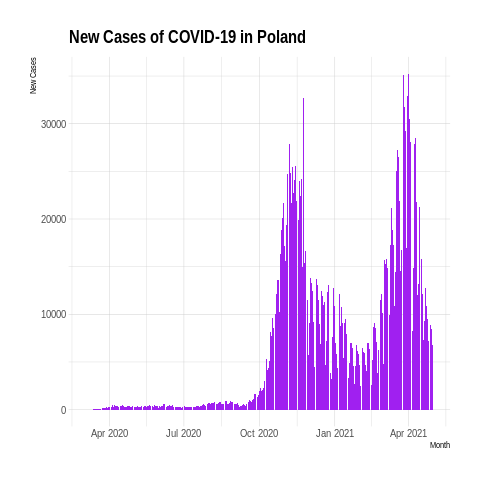 New Cases of COVID-19 in Poland
New Cases
30000
20000
10000
0
Apr 2020 Jul 2020 Oct 2020 Jan 2021 Apr 2021
Month